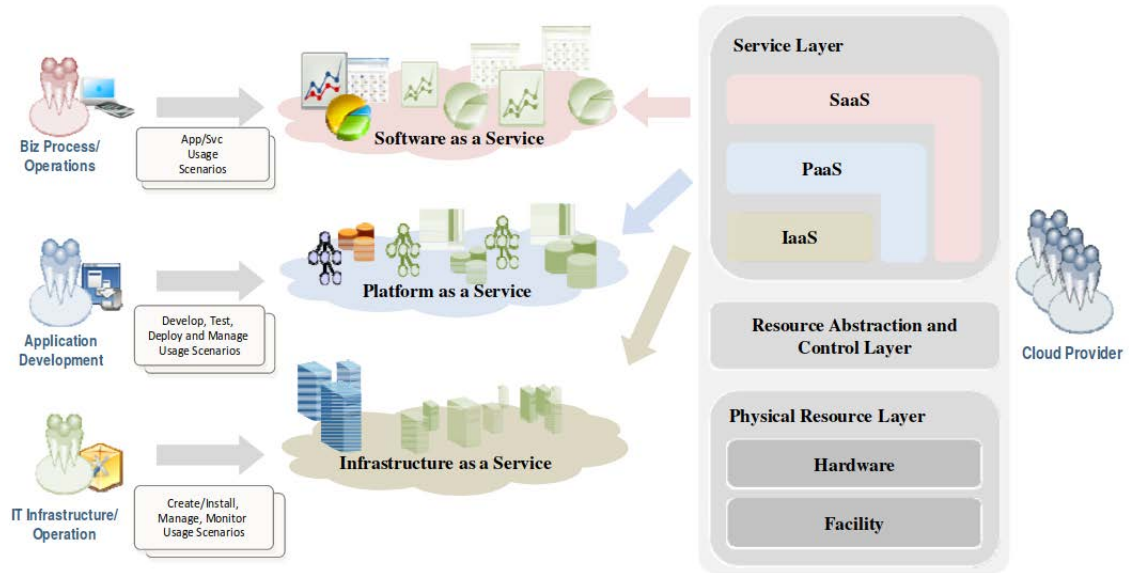 Biz Process/
Operations
App/Svc
Usage
Scenarios
Software as a Service
Application
Development
Develop, Test,
Deploy and Manage
Usage Scenarios
Platform as a Service
IT Infrastructure/
Operation
Create/Install,
Manage, Monitor
Usage Scenarios
Infrastructure as a Service
Service Layer
SaaS
PaaS
IaaS
Resource Abstraction and
Control Layer
Physical Resource Layer
Hardware
Facility
Cloud Provider